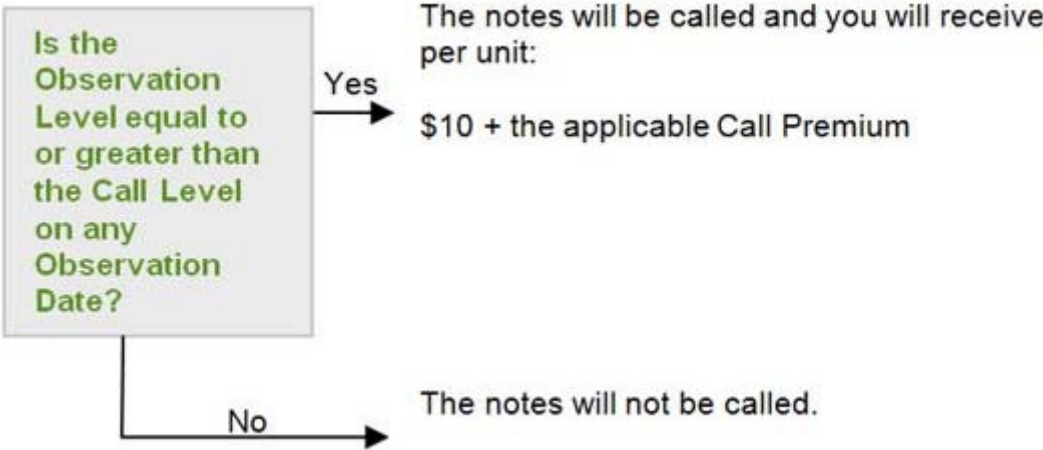 Is the
Observation
Level equal to
or greater than
the Call Level
on any
Observation
Date?
Yes
The notes will be called and you will receive
per unit:
$10 + the applicable Call Premium
No
The notes will not be called.